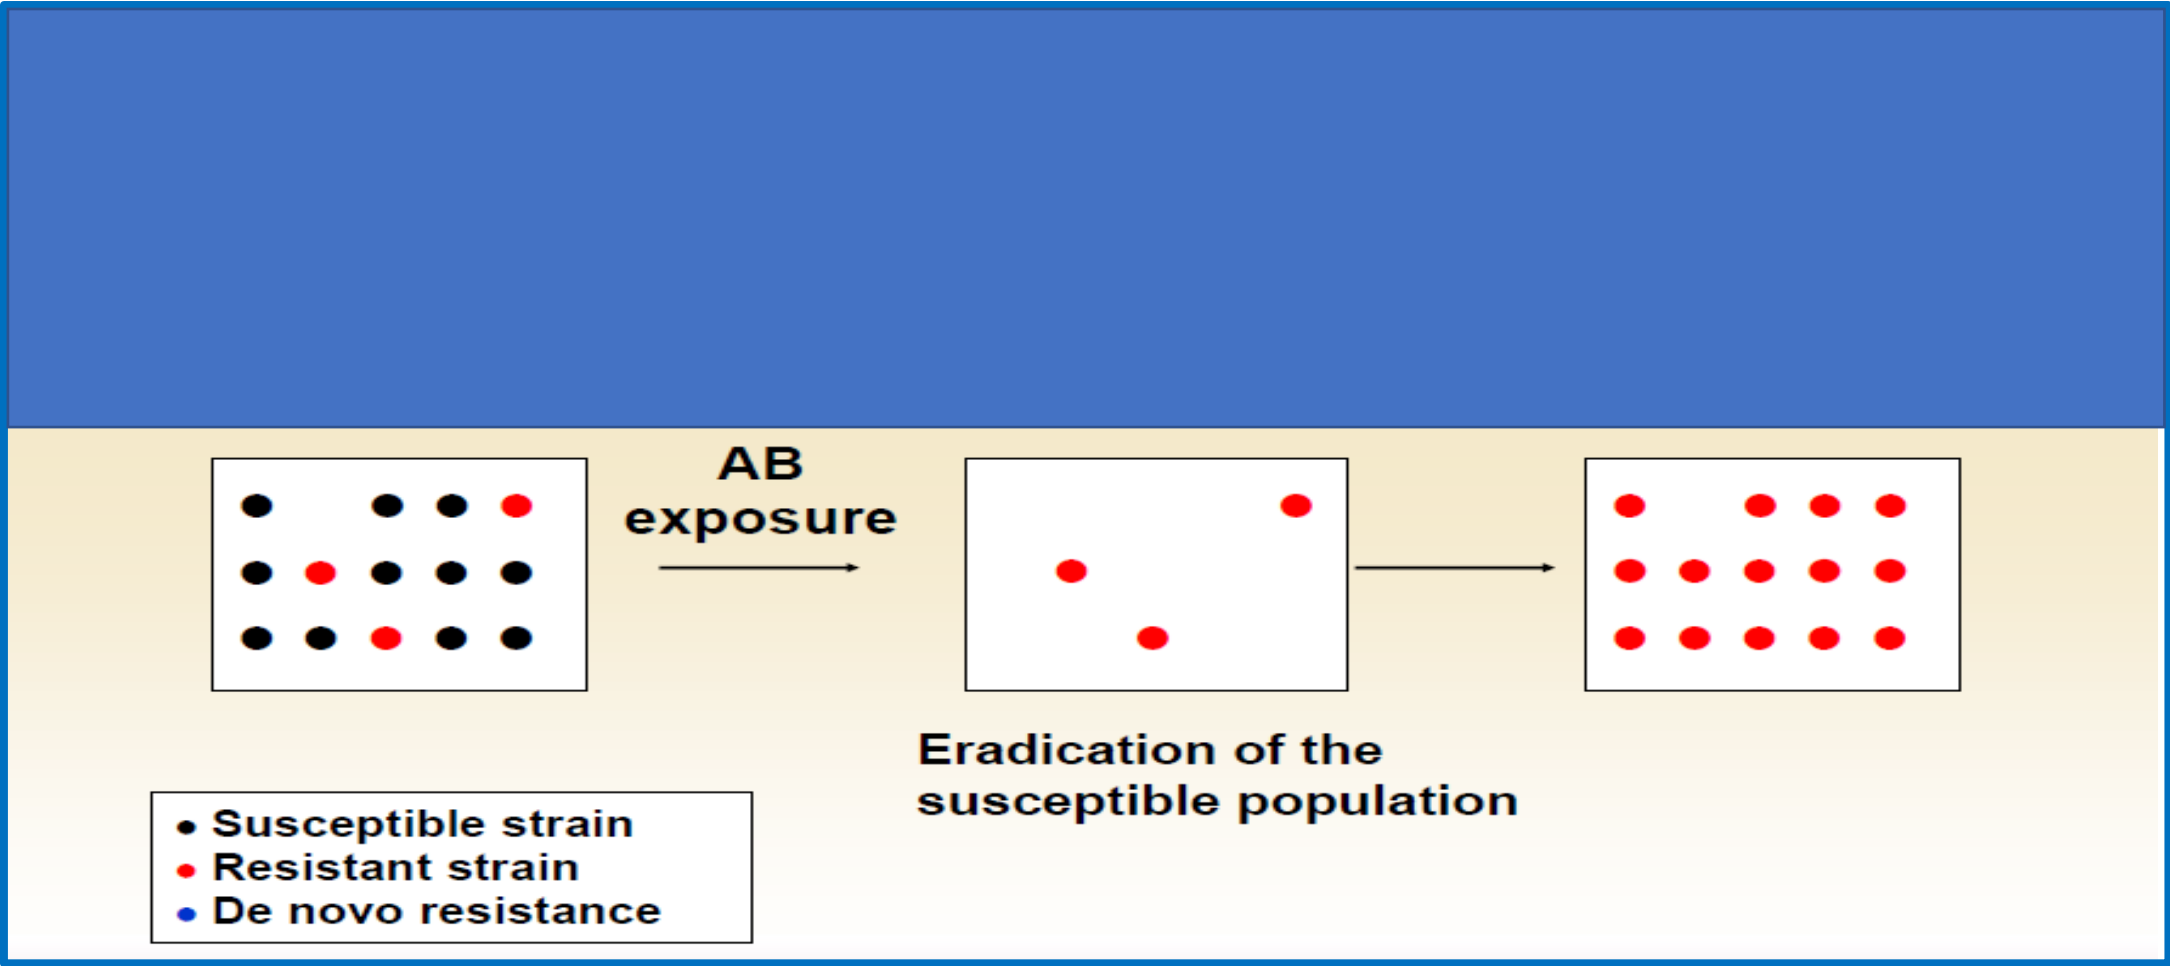 AB
exposure
Eradication of the
susceptible population
Susceptible strain
Resistant strain
De novo resistance